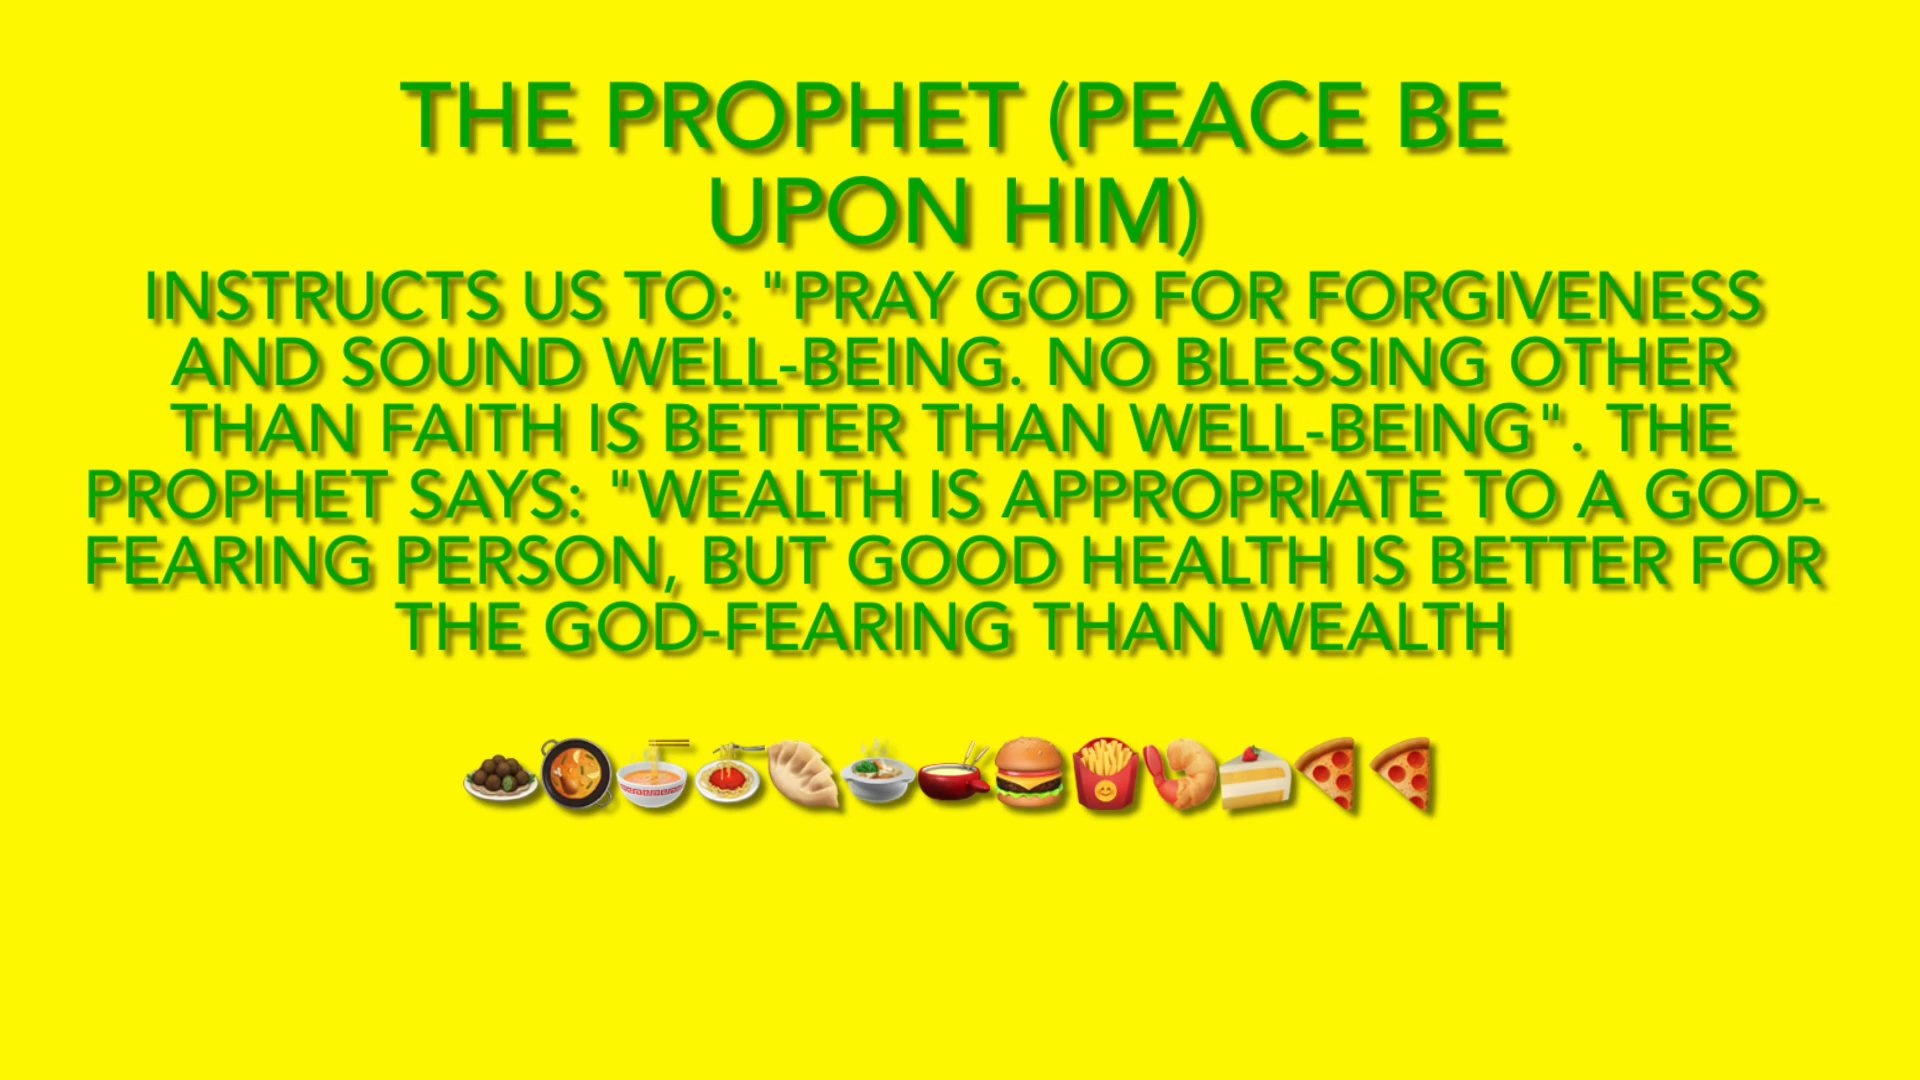 THE PROPHET (PEACE BE
UPON HIM)
INSTRUCTS US TO: "PRAY GOD FOR FORGIVENESS
AND SOUND WELL-BEING. NO BLESSING OTHER
THAN FAITH IS BETTER THAN WELL-BEING". THE
PROPHET SAYS: "WEALTH IS APPROPRIATE TO A GOD-
FEARING PERSON, BUT GOOD HEALTH IS BETTER FOR
THE GOD-FEARING THAN WEALTH